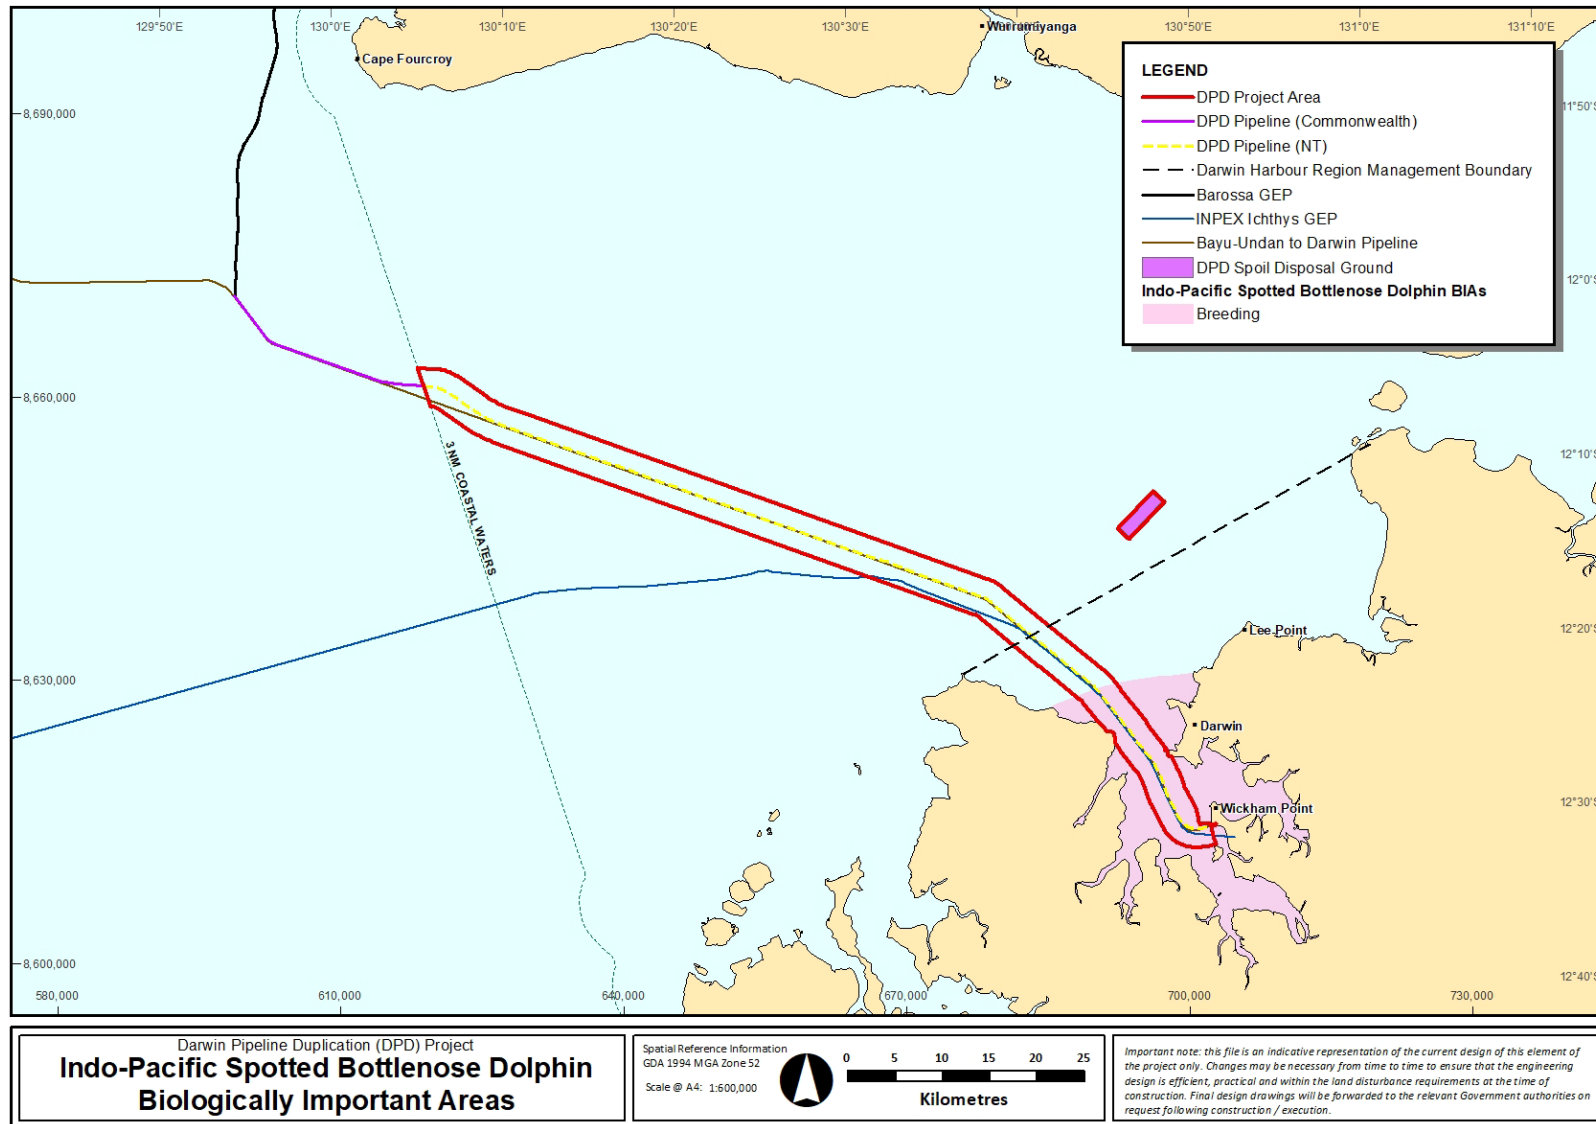 129°50'E
130°0'E
130°10'E
130°20'E
130°30'E
130°50'E
131°0'E
131°10'E
Wurrumiyanga
Cape Fourcroy
LEGEND
DPD Project Area
DPD Pipeline (Commonwealth)
DPD Pipeline (NT)
Darwin Harbour Region Management Boundary
Barossa GEP
INPEX Ichthys GEP
Bayu-Undan to Darwin Pipeline
DPD Spoil Disposal Ground
Indo-Pacific Spotted Bottlenose Dolphin BIAs
Breeding
8,690,000
11°50'S
12°0'S
8,660,000
12°10'S
3 NM COASTAL WATERS
12°20'S
Lee Point
8,630,000
Darwin
12°30'S
Wickham Point
8,600,000
12°40'S
580,000
610,000
640,000
670,000
700,000
730,000
Darwin Pipeline Duplication (DPD) Project
Indo-Pacific Spotted Bottlenose Dolphin
Biologically Important Areas
Spatial Reference Information
GDA 1994 MGA Zone 52
Scale @ A4: 1:600,000
0 5 10 15 20 25
Kilometres
Important note: this file is an indicative representation of the current design of this element of
the project only. Changes may be necessary from time to time to ensure that the engineering
design is efficient, practical and within the land disturbance requirements at the time of
construction. Final design drawings will be forwarded to the relevant Government authorities on
request following construction / execution.